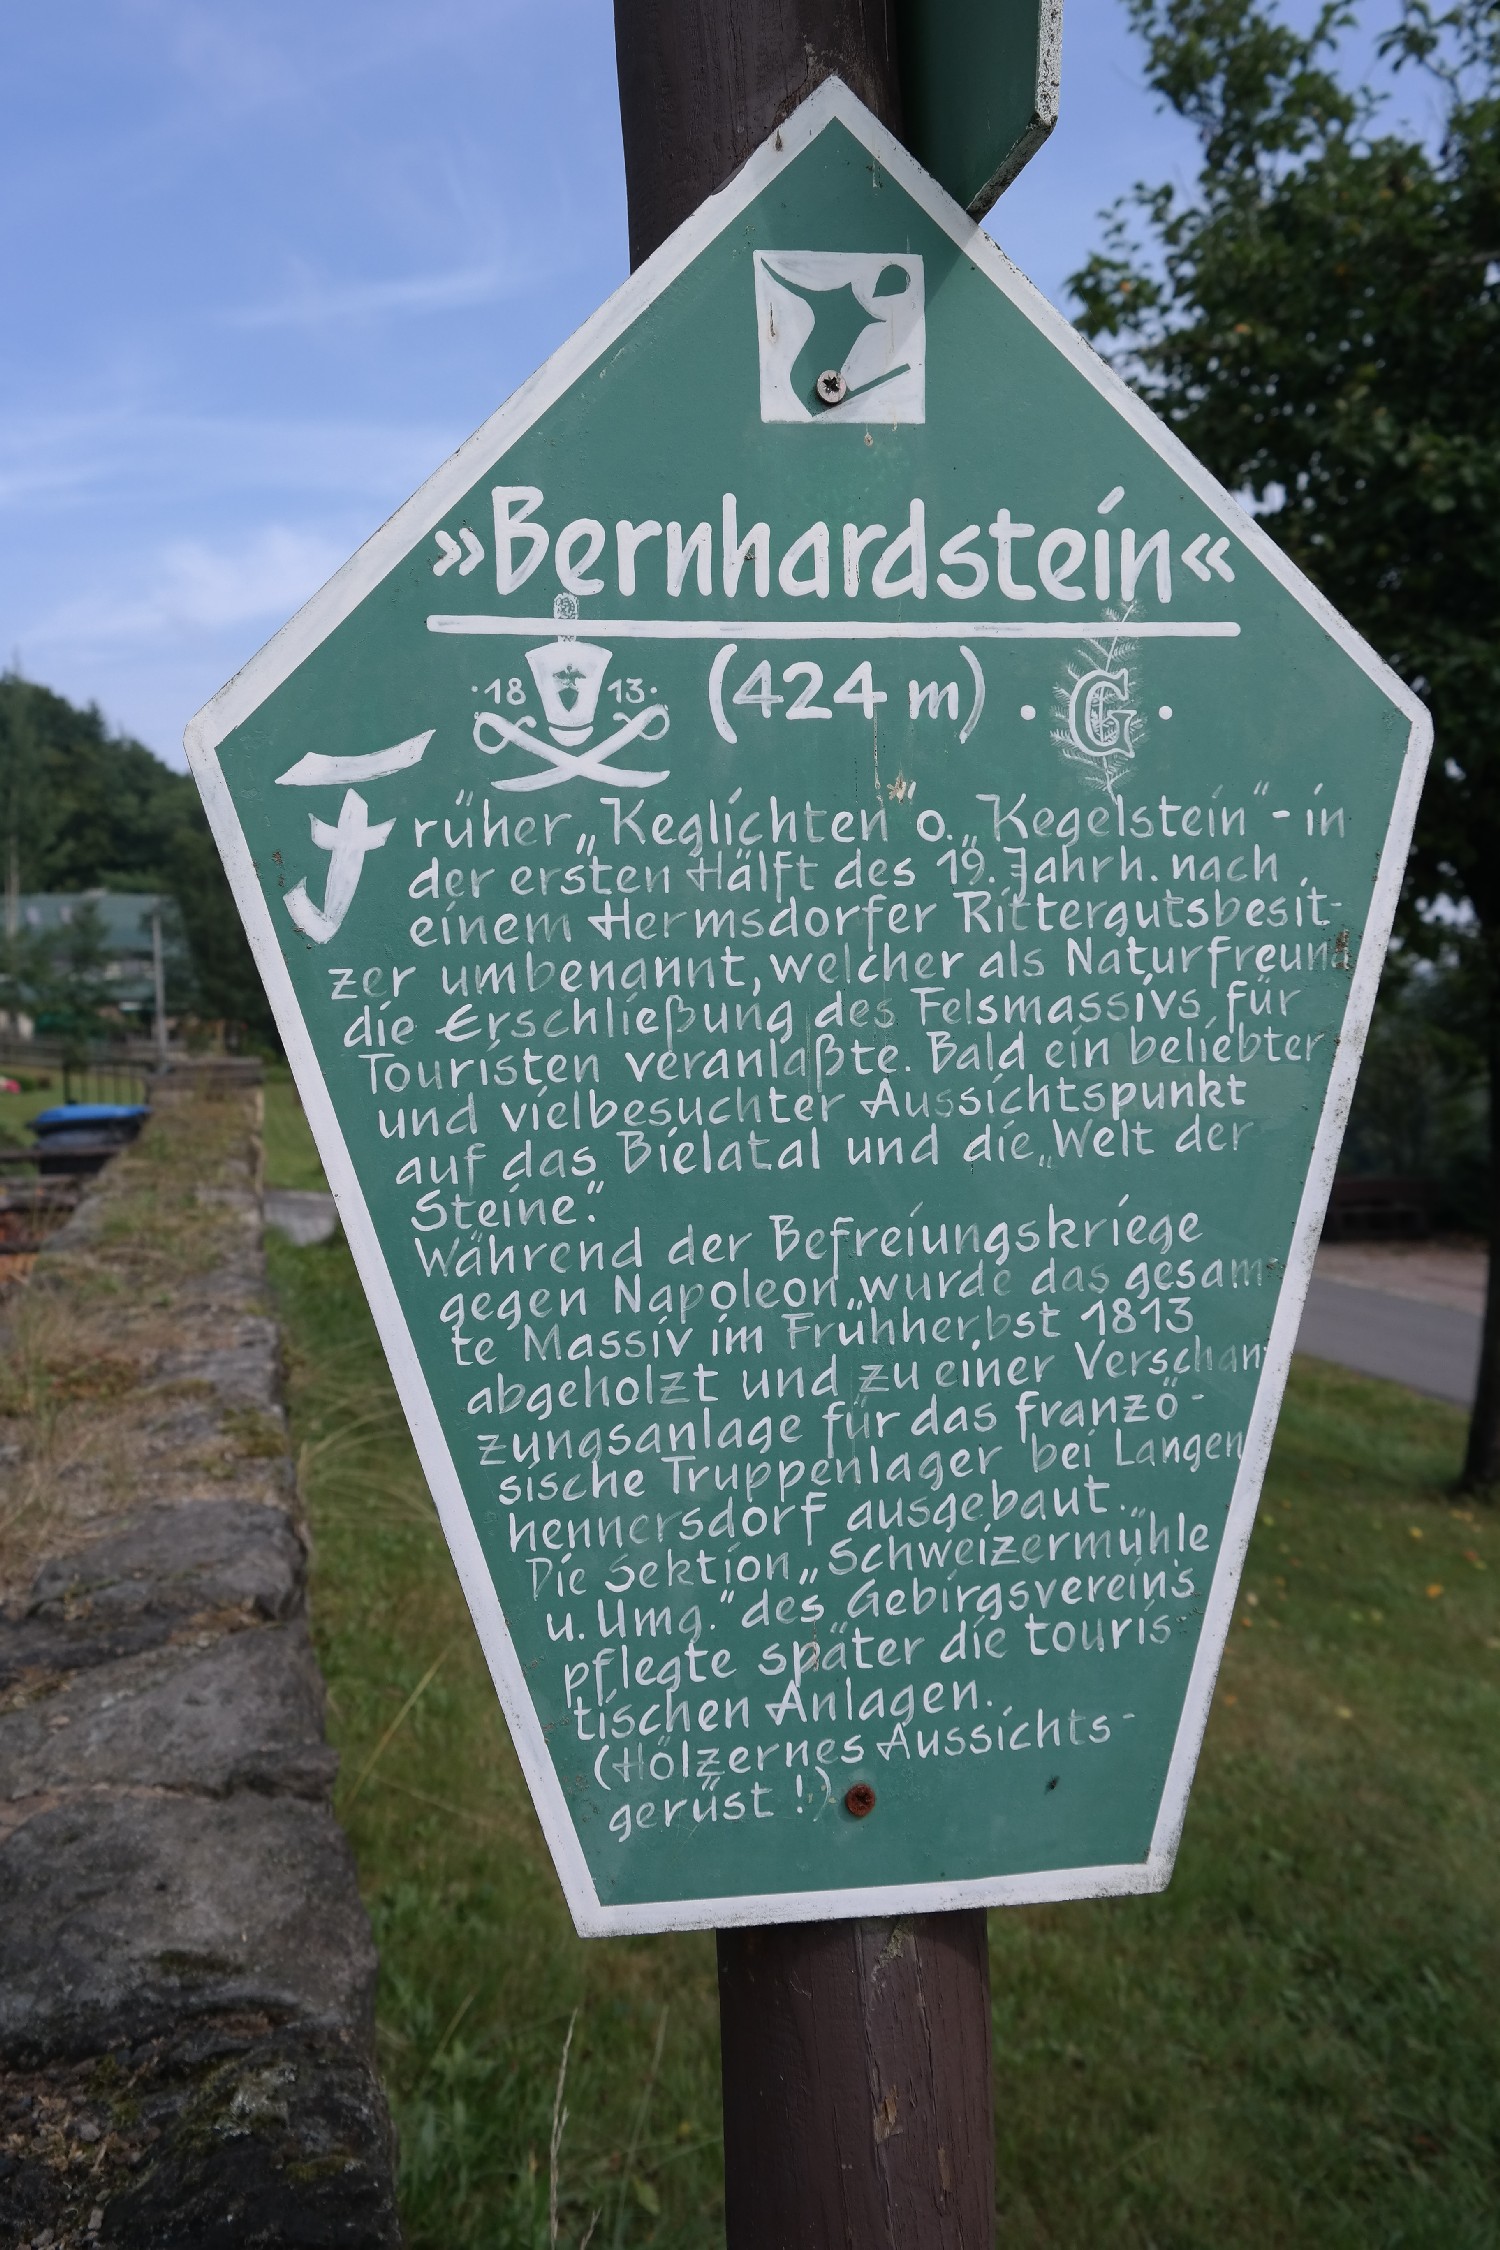 »Bernhardstein«
·18 13· (424 m) · G ·
Früher „Keglichten“ o. „Kegelstein“ - in
der ersten Hälft des 19. Jahrh. nach
einem Hermsdorfer Rittergutsbesit-
zer umbenannt, welcher als Naturfreund
die Erschließung des Felsmassivs für
Touristen veranlaßte. Bald ein beliebter
und vielbesuchter Aussichtspunkt
auf das Bielatal und die „Welt der
Steine“.
Während der Befreiungskriege
gegen Napoleon wurde das gesam-
te Massiv im Frühherbst 1813
abgeholzt und zu einer Verschan-
zungsanlage für das franzö-
sische Truppenlager bei Langen
hennersdorf ausgebaut...
Die Sektion „Schweizermühle
u. Umg.“ des Gebirgsvereins
pflegte später die touris-
tischen Anlagen.
(Hölzernes Aussichts-
gerüst!)